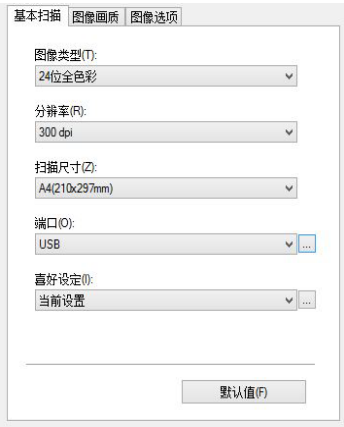 基本扫描 图像画质 图像选项
图像类型(T):
24位全色彩
分辨率(R):
300 dpi
扫描尺寸(Z):
A4(210x297mm)
端口(O):
USB ...
喜好设定(I):
当前设置 ...
默认值(F)